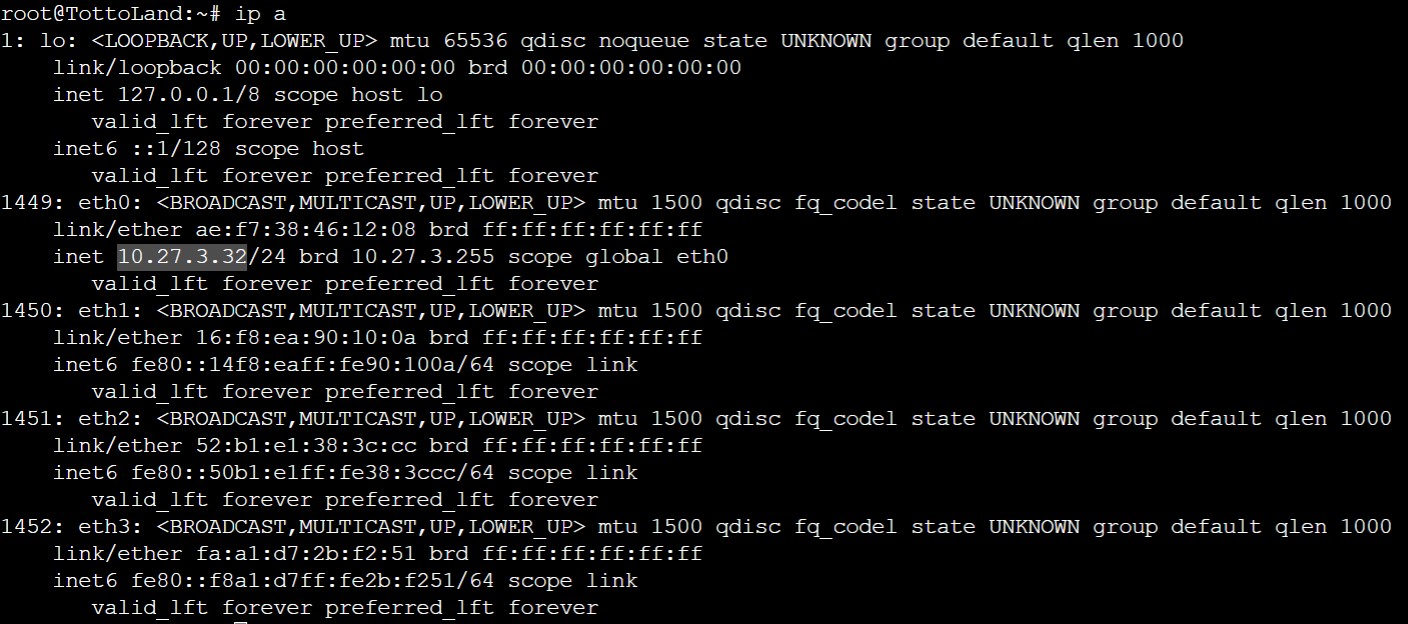 root@TottoLand:~# ip a
1: lo: <LOOPBACK,UP,LOWER_UP> mtu 65536 qdisc noqueue state UNKNOWN group default qlen 1000
    link/loopback 00:00:00:00:00:00 brd 00:00:00:00:00:00
    inet 127.0.0.1/8 scope host lo
       valid_lft forever preferred_lft forever
    inet6 ::1/128 scope host
       valid_lft forever preferred_lft forever
1449: eth0: <BROADCAST,MULTICAST,UP,LOWER_UP> mtu 1500 qdisc fq_codel state UNKNOWN group default qlen 1000
    link/ether ae:f7:38:46:12:08 brd ff:ff:ff:ff:ff:ff
    inet 10.27.3.32/24 brd 10.27.3.255 scope global eth0
       valid_lft forever preferred_lft forever
1450: eth1: <BROADCAST,MULTICAST,UP,LOWER_UP> mtu 1500 qdisc fq_codel state UNKNOWN group default qlen 1000
    link/ether 16:f8:ea:90:10:0a brd ff:ff:ff:ff:ff:ff
    inet6 fe80::14f8:eaff:fe90:100a/64 scope link
       valid_lft forever preferred_lft forever
1451: eth2: <BROADCAST,MULTICAST,UP,LOWER_UP> mtu 1500 qdisc fq_codel state UNKNOWN group default qlen 1000
    link/ether 52:b1:e1:38:3c:cc brd ff:ff:ff:ff:ff:ff
    inet6 fe80::50b1:e1ff:fe38:3ccc/64 scope link
       valid_lft forever preferred_lft forever
1452: eth3: <BROADCAST,MULTICAST,UP,LOWER_UP> mtu 1500 qdisc fq_codel state UNKNOWN group default qlen 1000
    link/ether fa:a1:d7:2b:f2:51 brd ff:ff:ff:ff:ff:ff
    inet6 fe80::f8a1:d7ff:fe2b:f251/64 scope link
       valid_lft forever preferred_lft forever